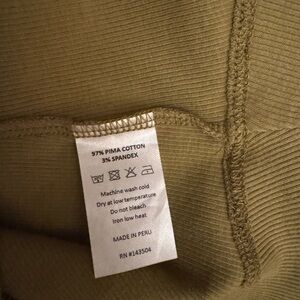 97% PIMA COTTON
3% SPANDEX
Machine wash cold
Dry at low temperature
Do not bleach
Iron low heat
MADE IN PERU
RN #143504